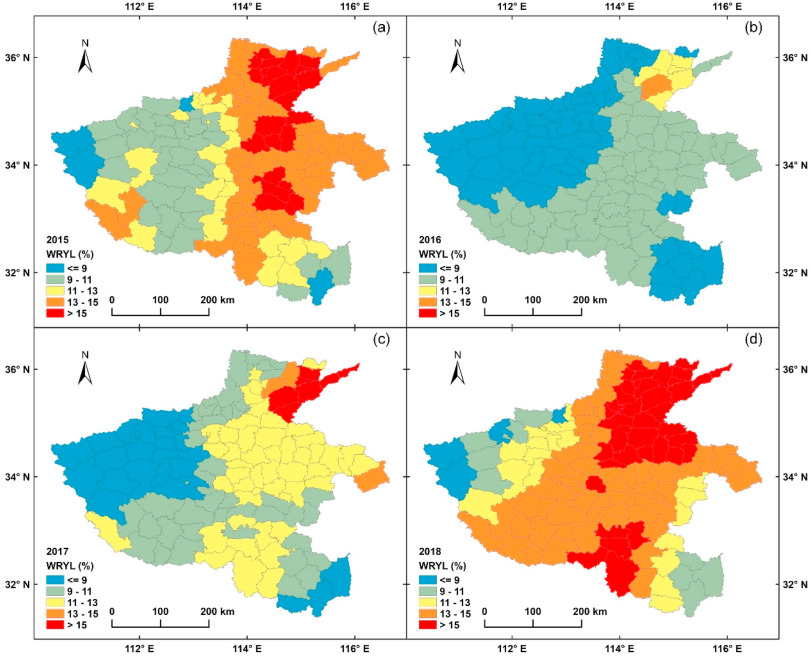 112° E 114° E 116° E 112° E 114° E 116° E
(a)
N
36° N
34° N
32° N
2015
WRYL (%)
<= 9
9 - 11
11 - 13
13 - 15
> 15
0 100 200 km
(b)
N
36° N
34° N
32° N
2016
WRYL (%)
<= 9
9 - 11
11 - 13
13 - 15
> 15
0 100 200 km
(c)
N
36° N
34° N
32° N
2017
WRYL (%)
<= 9
9 - 11
11 - 13
13 - 15
> 15
0 100 200 km
(d)
N
36° N
34° N
32° N
2018
WRYL (%)
<= 9
9 - 11
11 - 13
13 - 15
> 15
0 100 200 km
112° E 114° E 116° E 112° E 114° E 116° E